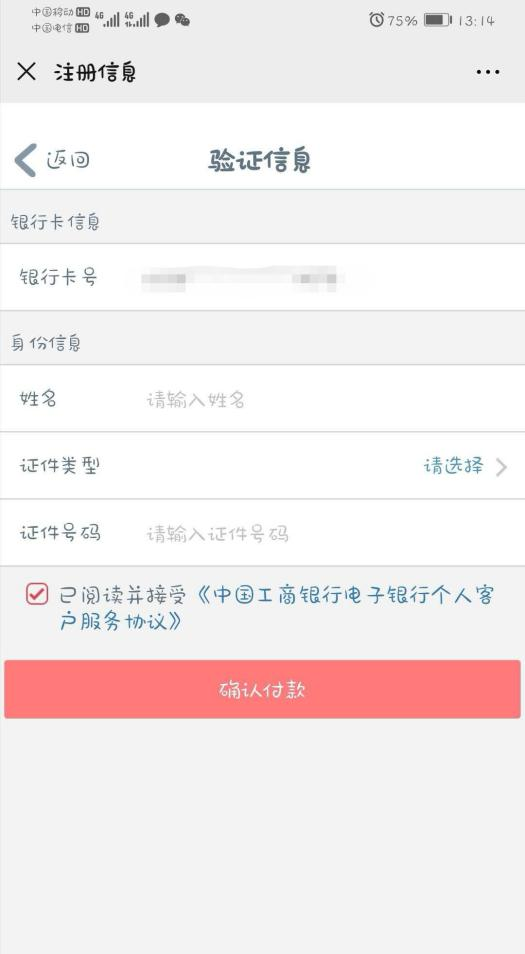 中国移动 HD 4G 4G 75% 13:14
中国电信 HD
注册信息
返回 验证信息
银行卡信息
银行卡号
身份信息
姓名 请输入姓名
证件类型 请选择
证件号码 请输入证件号码
已阅读并接受《中国工商银行电子银行个人客
户服务协议》
确认付款